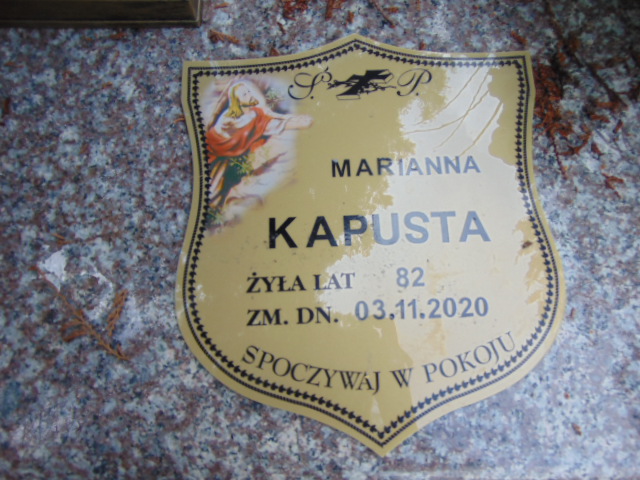 Ś. P.
MARIANNA
KAPUSTA
ŻYŁA LAT 82
ZM. DN. 03.11.2020
SPOCZYWAJ W POKOJU